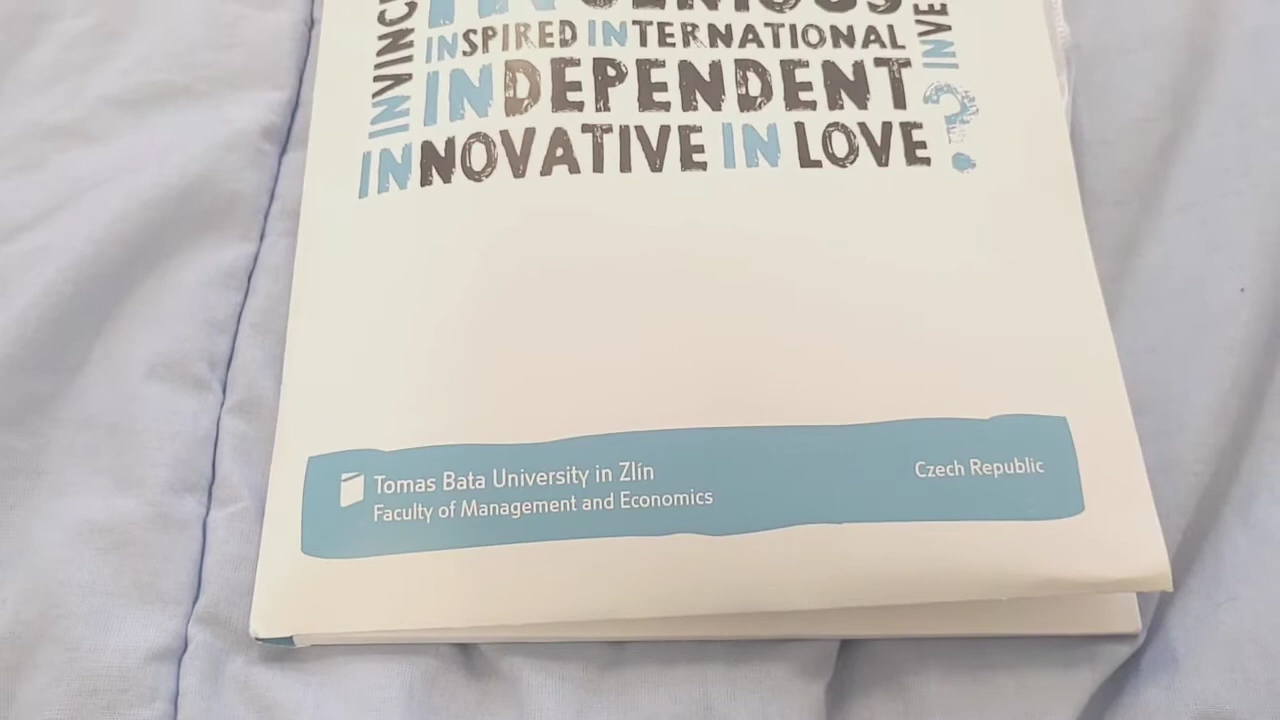 INSPIRED INTERNATIONAL
INDEPENDENT
INNOVATIVE IN LOVE?
Tomas Bata University in Zlín
Faculty of Management and Economics
Czech Republic